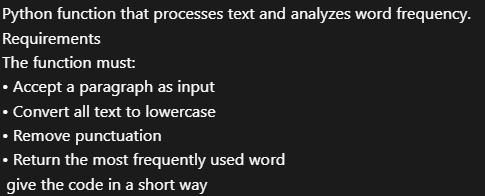 Python function that processes text and analyzes word frequency.
Requirements
The function must:
• Accept a paragraph as input
• Convert all text to lowercase
• Remove punctuation
• Return the most frequently used word
give the code in a short way